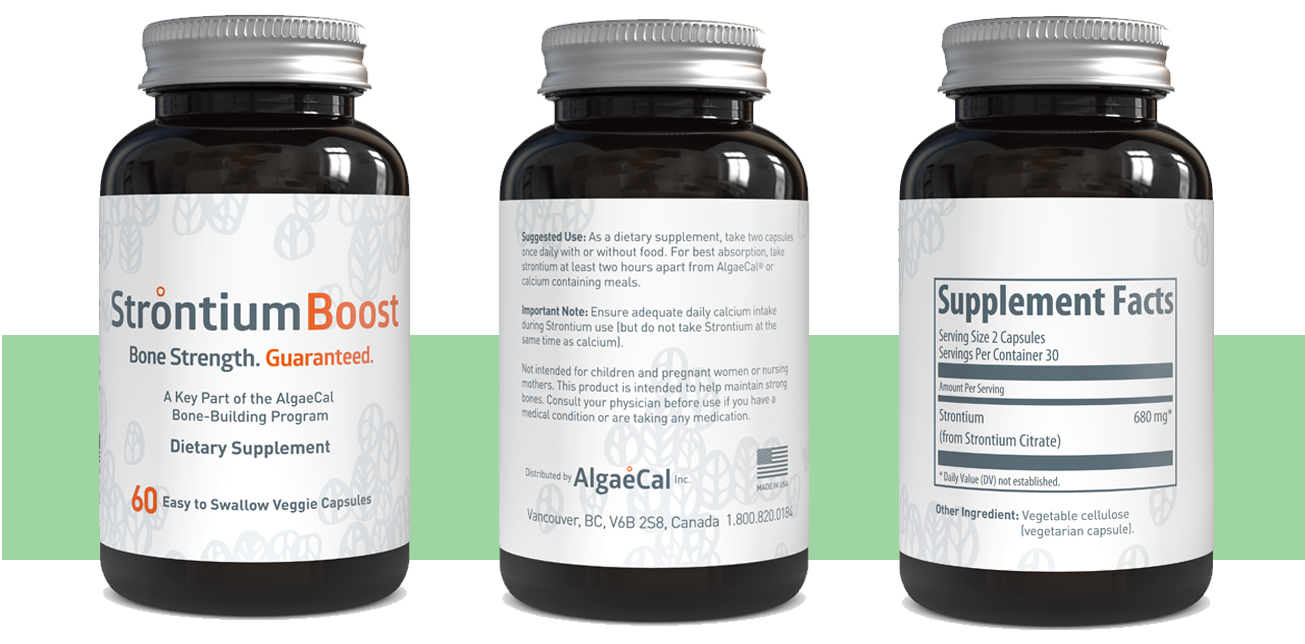 Strontium Boost
Bone Strength. Guaranteed.
A Key Part of the AlgaeCal
Bone-Building Program
Dietary Supplement
60 Easy to Swallow Veggie Capsules
Suggested Use: As a dietary supplement, take two capsules
once daily with or without food. For best absorption, take
strontium at least two hours apart from AlgaeCal® or
calcium containing meals.
Important Note: Ensure adequate daily calcium intake
during Strontium use (but do not take Strontium at the
same time as calcium).
Not intended for children and pregnant women or nursing
mothers. This product is intended to help maintain strong
bones. Consult your physician before use if you have a
medical condition or are taking any medication.
Distributed by AlgaeCal Inc.
MADE IN USA
Vancouver, BC, V6B 2S8, Canada 1.800.820.0184
Supplement Facts
Serving Size 2 Capsules
Servings Per Container 30
Amount Per Serving
Strontium 680 mg*
(from Strontium Citrate)
* Daily Value (DV) not established.
Other Ingredient: Vegetable cellulose
(vegetarian capsule).